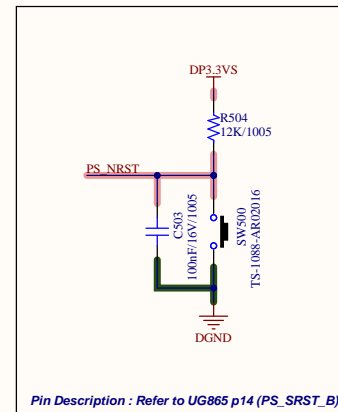 DP3.3VS
R504
12K/1005
PS_NRST
C503
100nF/16V/1005
SW500
TS-1088-AR02016
DGND
Pin Description : Refer to UG865 p14 (PS_SRST_B)